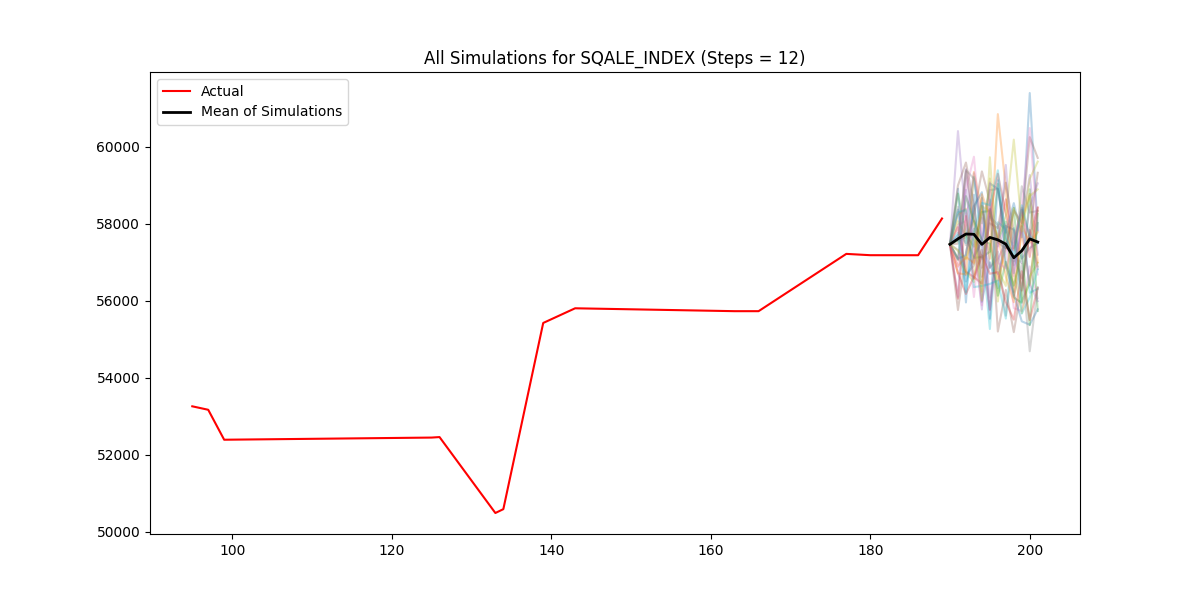 All Simulations for SQALE_INDEX (Steps = 12)
Actual
Mean of Simulations
60000
58000
56000
54000
52000
50000
100 120 140 160 180 200